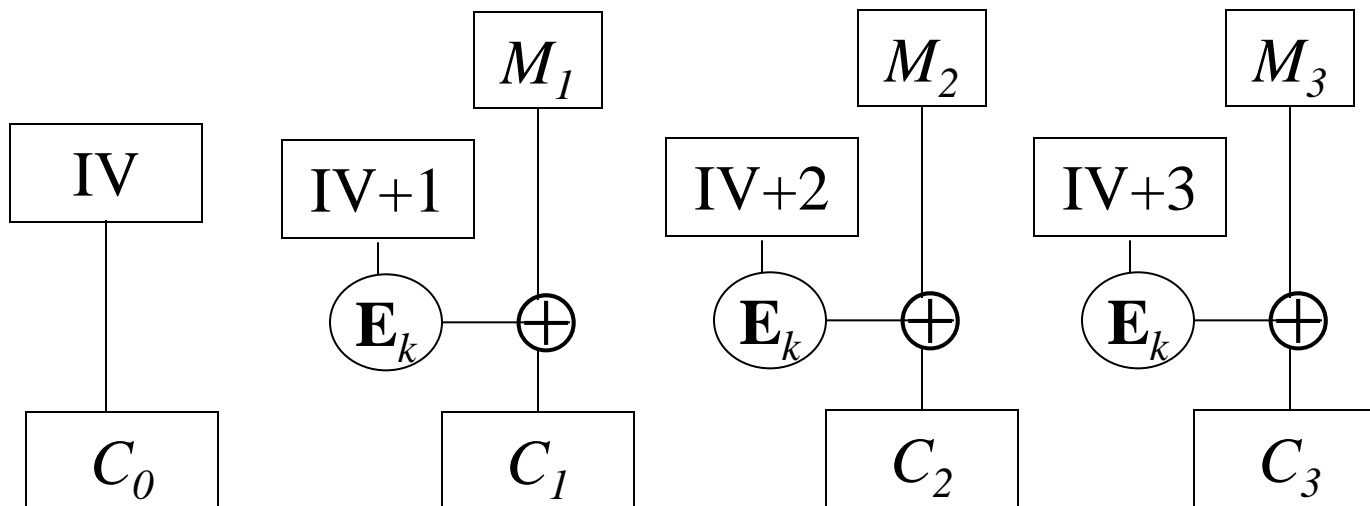 M₁ M₂ M₃
IV IV+1 IV+2 IV+3
Eₖ ⊕ Eₖ ⊕ Eₖ ⊕
C₀ C₁ C₂ C₃